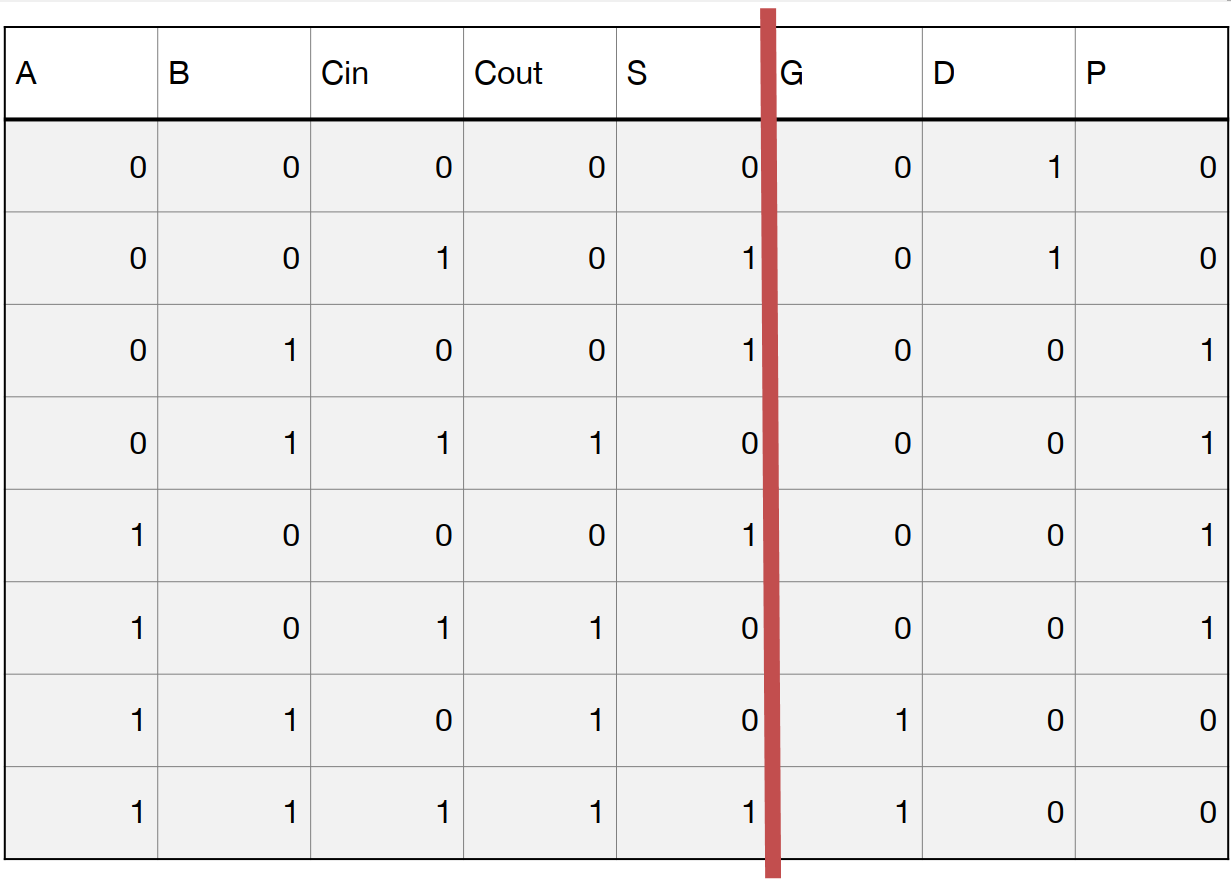 A B Cin Cout S G D P
0 0 0 0 0 0 1 0
0 0 1 0 1 0 1 0
0 1 0 0 1 0 0 1
0 1 1 1 0 0 0 1
1 0 0 0 1 0 0 1
1 0 1 1 0 0 0 1
1 1 0 1 0 1 0 0
1 1 1 1 1 1 0 0